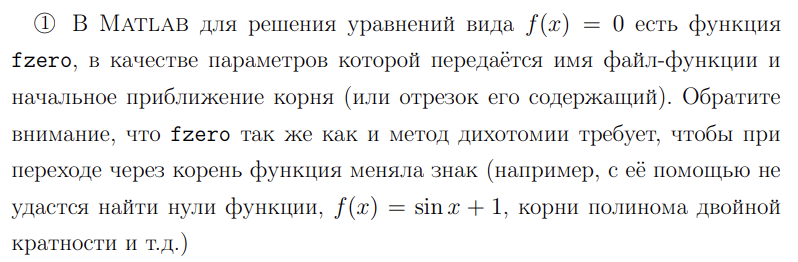 ① В MATLAB для решения уравнений вида f(x) = 0 есть функция
fzero, в качестве параметров которой передаётся имя файл-функции и
начальное приближение корня (или отрезок его содержащий). Обратите
внимание, что fzero так же как и метод дихотомии требует, чтобы при
переходе через корень функция меняла знак (например, с её помощью не
удастся найти нули функции, f(x) = sin x + 1, корни полинома двойной
кратности и т.д.)